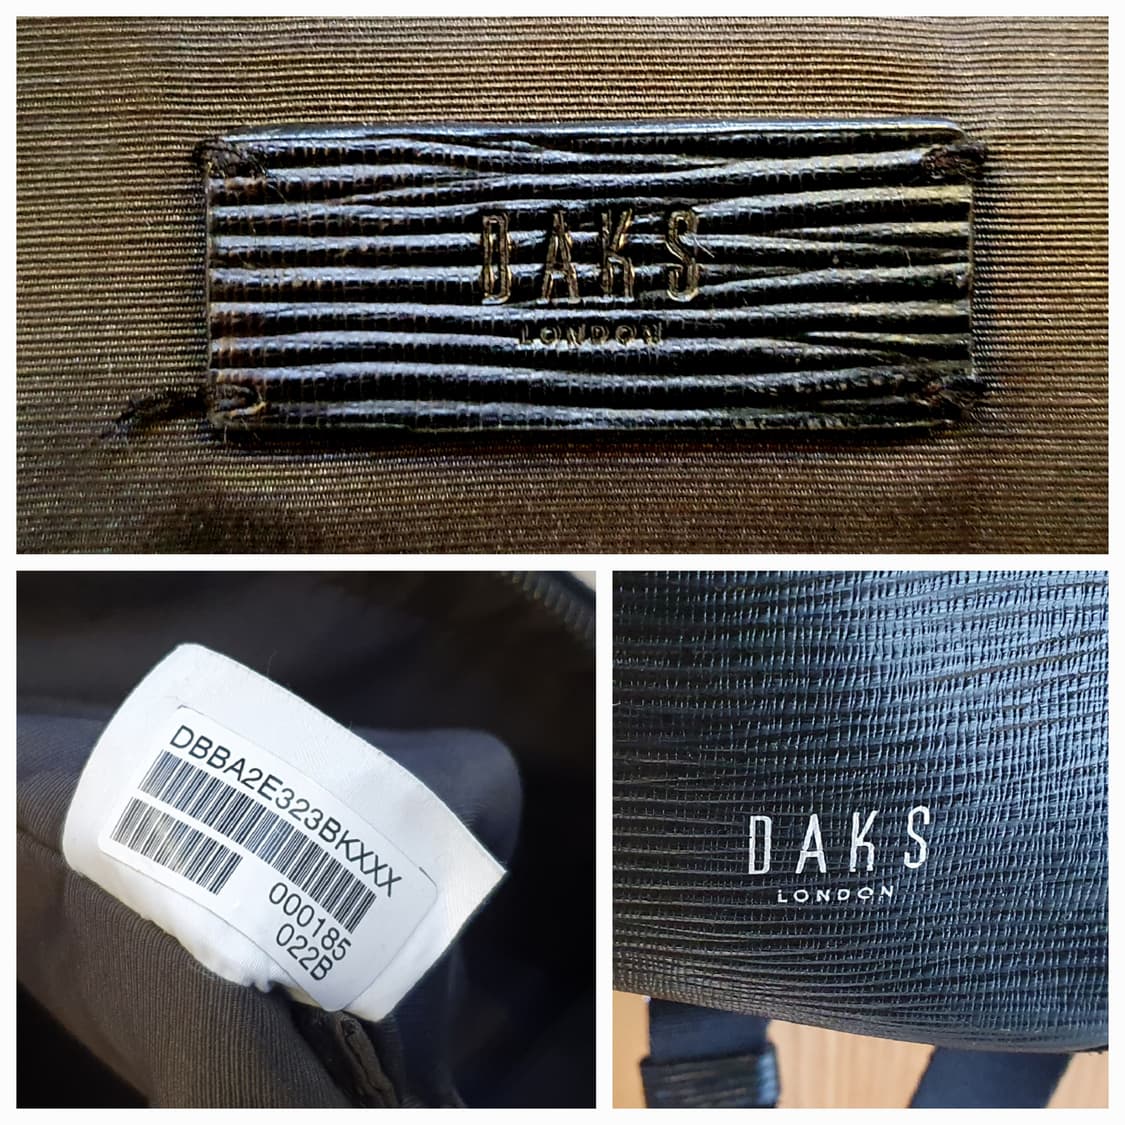 DAKS
LONDON
DBBA2E323BKXXX
000185
022B
DAKS
LONDON